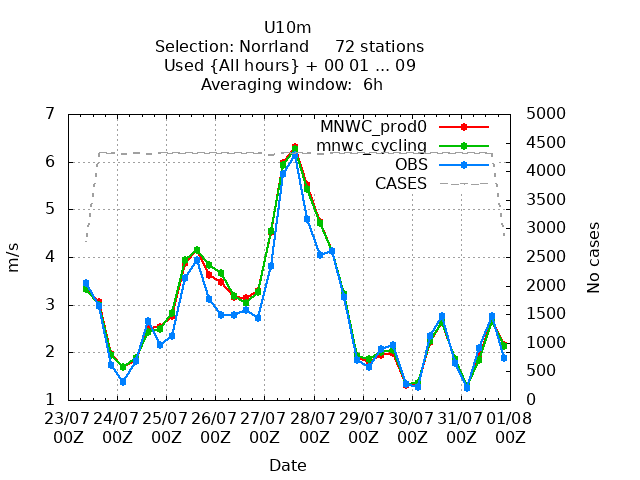 U10m
Selection: Norrland     72 stations
Used {All hours} + 00 01 ... 09
Averaging window:  6h
7
6
5
4
3
2
1
m/s
5000
4500
4000
3500
3000
2500
2000
1500
1000
500
0
No cases
MNWC_prod0
mnwc_cycling
OBS
CASES
23/07 24/07 25/07 26/07 27/07 28/07 29/07 30/07 31/07 01/08
00Z 00Z 00Z 00Z 00Z 00Z 00Z 00Z 00Z 00Z
Date